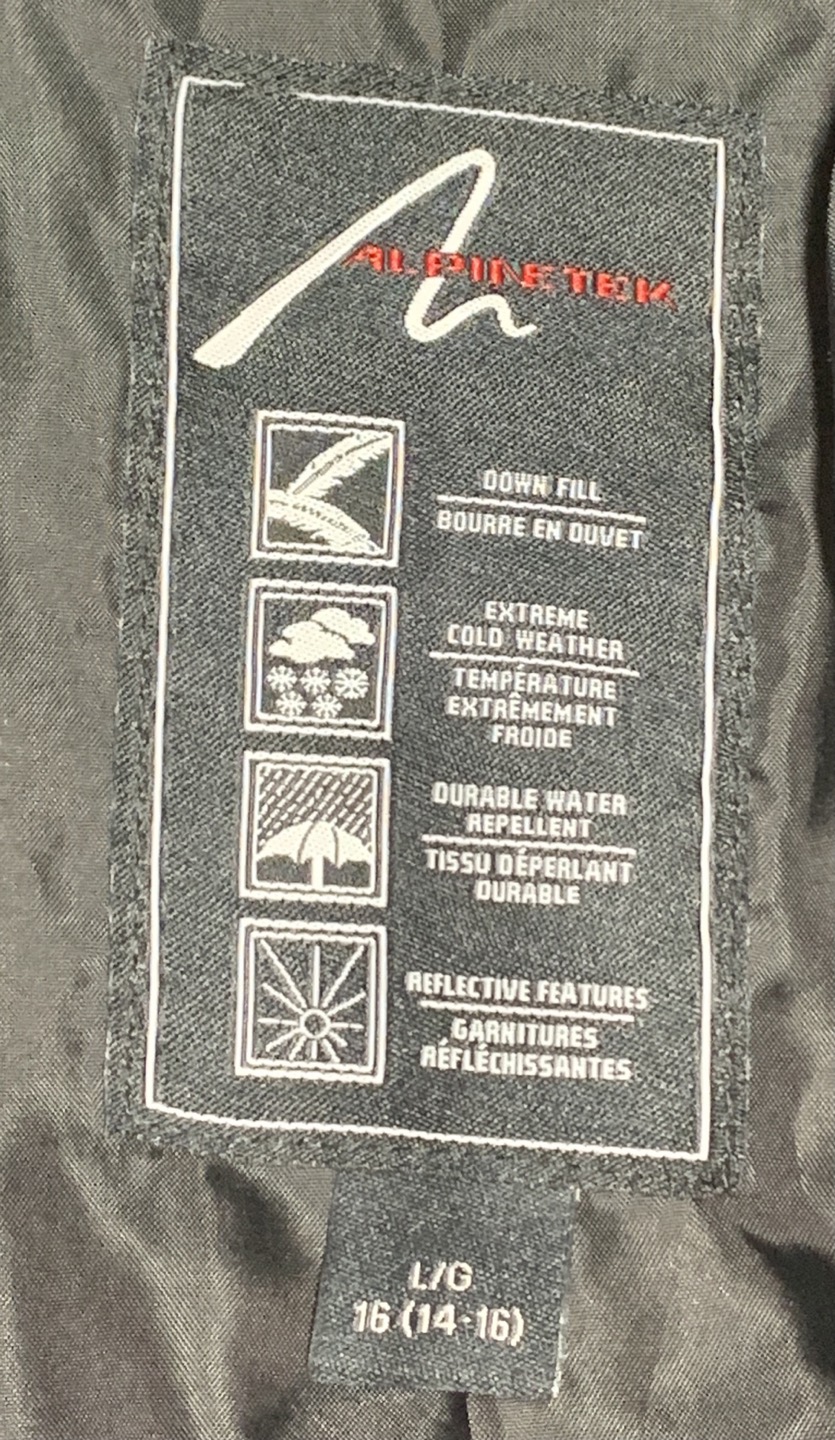 ALPINETEK
DOWN FILL
BOURRE EN DUVET
EXTREME
COLD WEATHER
TEMPÉRATURE
EXTRÊMEMENT
FROIDE
DURABLE WATER
REPELLENT
TISSU DÉPERLANT
DURABLE
REFLECTIVE FEATURES
GARNITURES
RÉFLÉCHISSANTES
L/G
16 (14-16)